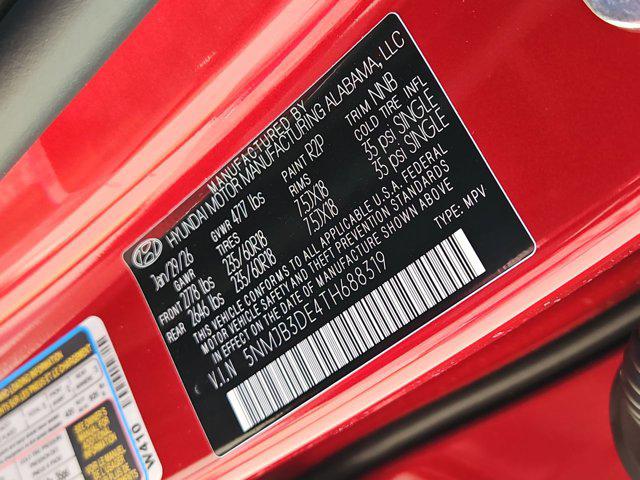 MANUFACTURED BY
HYUNDAI MOTOR MANUFACTURING ALABAMA, LLC
Jan/29/26 GVWR 4771 lbs PAINT R2P TRIM NNB
GAWR TIRES RIMS COLD TIRE INFL
FRONT 2778 lbs 235/60R18 7.5JX18 35 psi SINGLE
REAR 2646 lbs 235/60R18 7.5JX18 35 psi SINGLE
THIS VEHICLE CONFORMS TO ALL APPLICABLE U.S.A. FEDERAL
MOTOR VEHICLE SAFETY AND THEFT PREVENTION STANDARDS
IN EFFECT ON THE DATE OF MANUFACTURE SHOWN ABOVE.
V.I.N 5NMJB3DE4TH688319 TYPE: MPV
W410